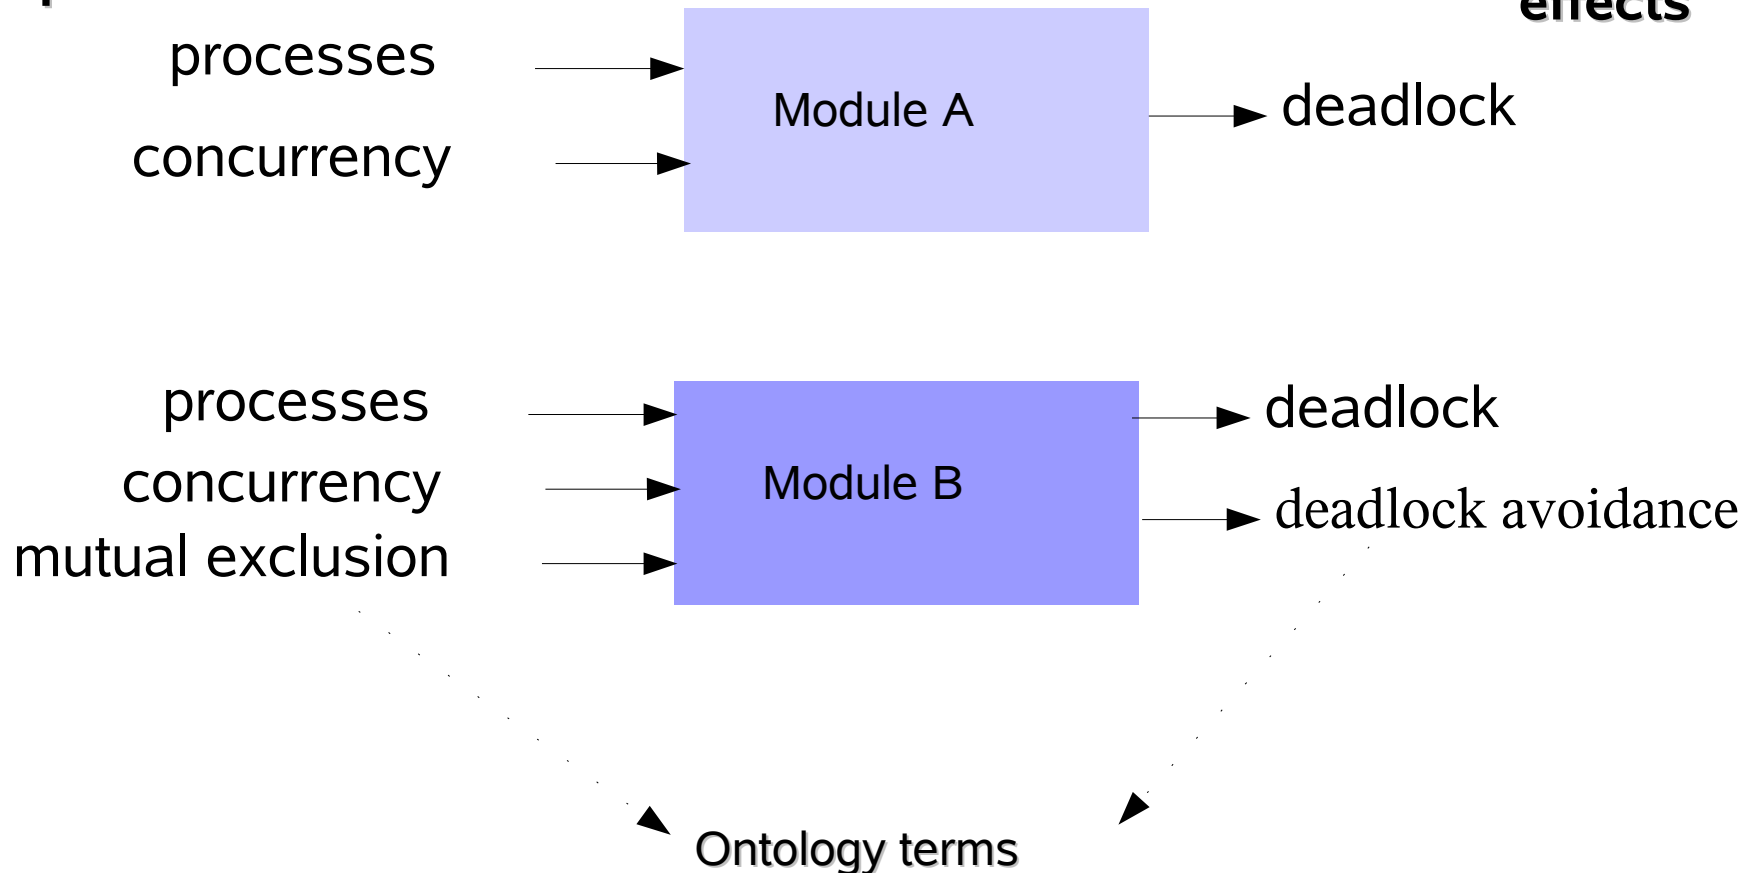 effects
processes
Module A
deadlock
concurrency
processes
deadlock
concurrency
Module B
deadlock avoidance
mutual exclusion
Ontology terms